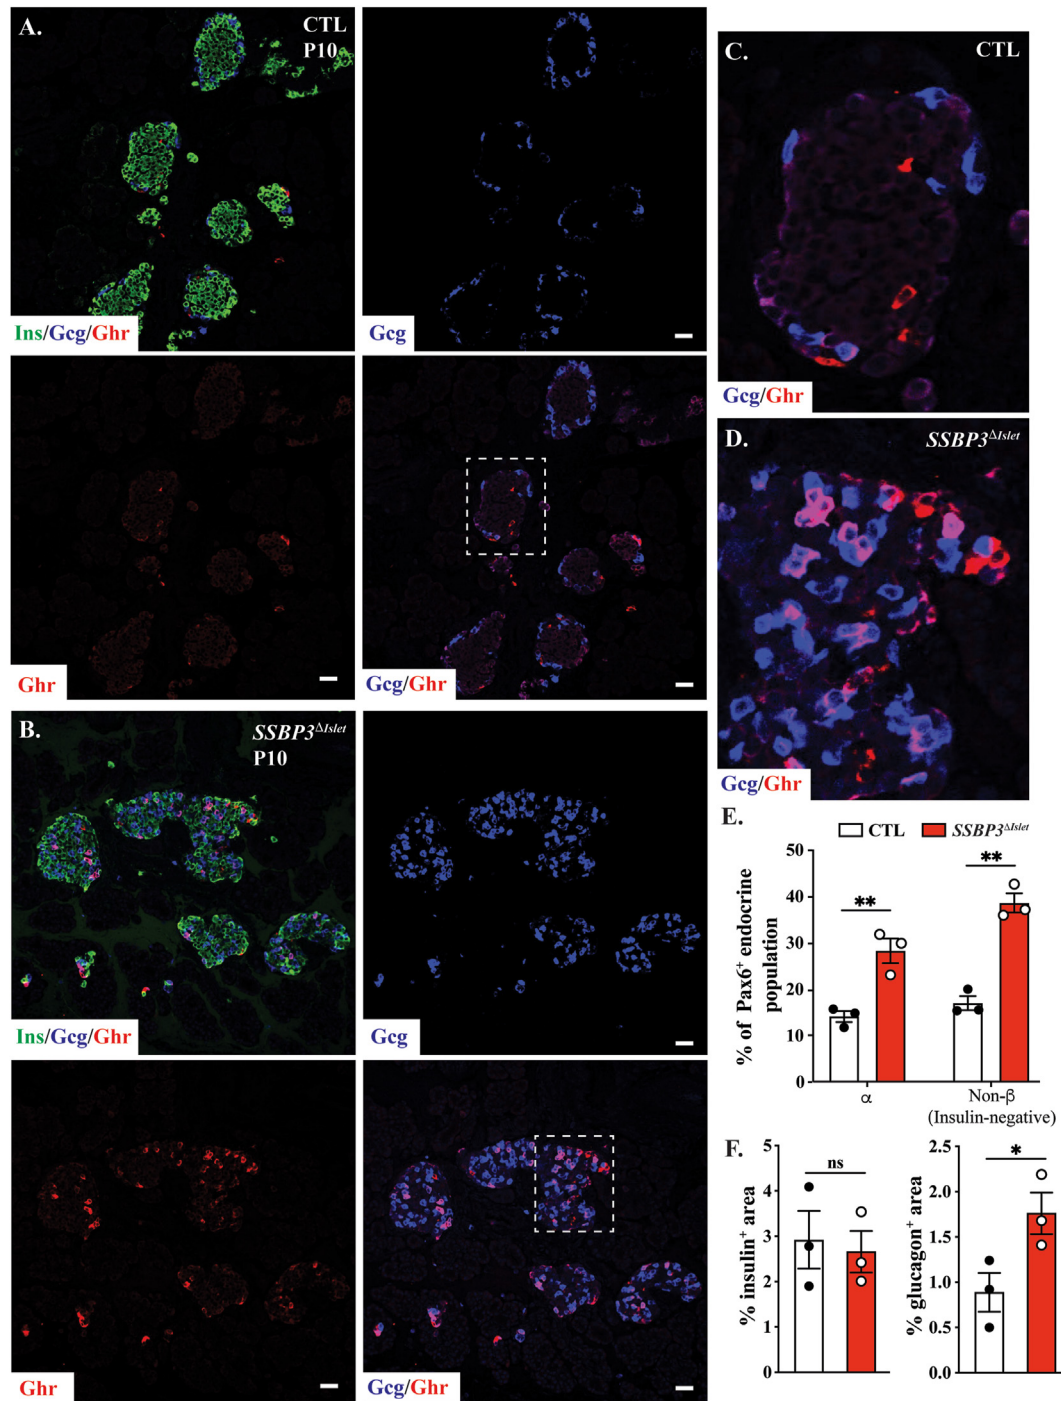 A.
CTL
P10
Ins/Gcg/Ghr
Gcg
Ghr
Gcg/Ghr
B.
SSBP3ΔIslet
P10
Ins/Gcg/Ghr
Gcg
Ghr
Gcg/Ghr
C.
CTL
Gcg/Ghr
D.
SSBP3ΔIslet
Gcg/Ghr
E.
CTL
SSBP3ΔIslet
% of Pax6+ endocrine
population
50
40
30
20
10
0
**
**
α
Non-β
(Insulin-negative)
F.
% insulin+ area
5
4
3
2
1
0
ns
% glucagon+ area
2.5
2.0
1.5
1.0
0.5
0.0
*